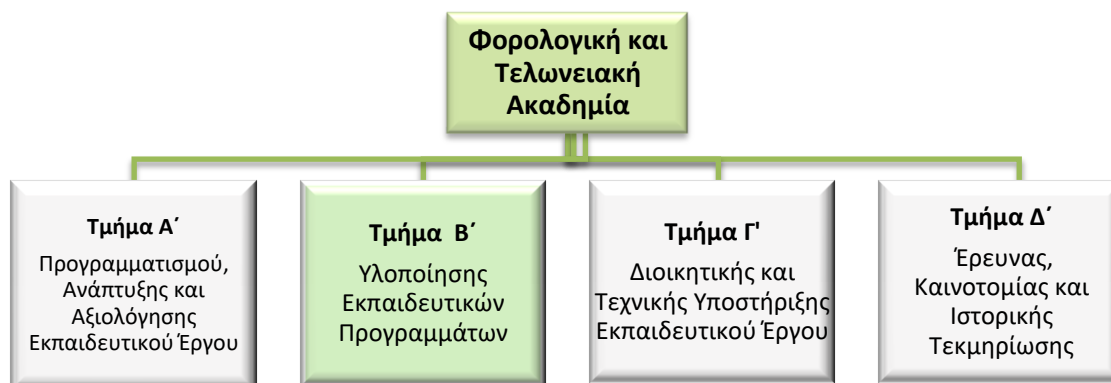 Φορολογική και
Τελωνειακή
Ακαδημία
Τμήμα Α΄
Προγραμματισμού,
Ανάπτυξης και
Αξιολόγησης
Εκπαιδευτικού Έργου
Τμήμα Β΄
Υλοποίησης
Εκπαιδευτικών
Προγραμμάτων
Τμήμα Γ'
Διοικητικής και
Τεχνικής Υποστήριξης
Εκπαιδευτικού Έργου
Τμήμα Δ΄
Έρευνας,
Καινοτομίας και
Ιστορικής
Τεκμηρίωσης